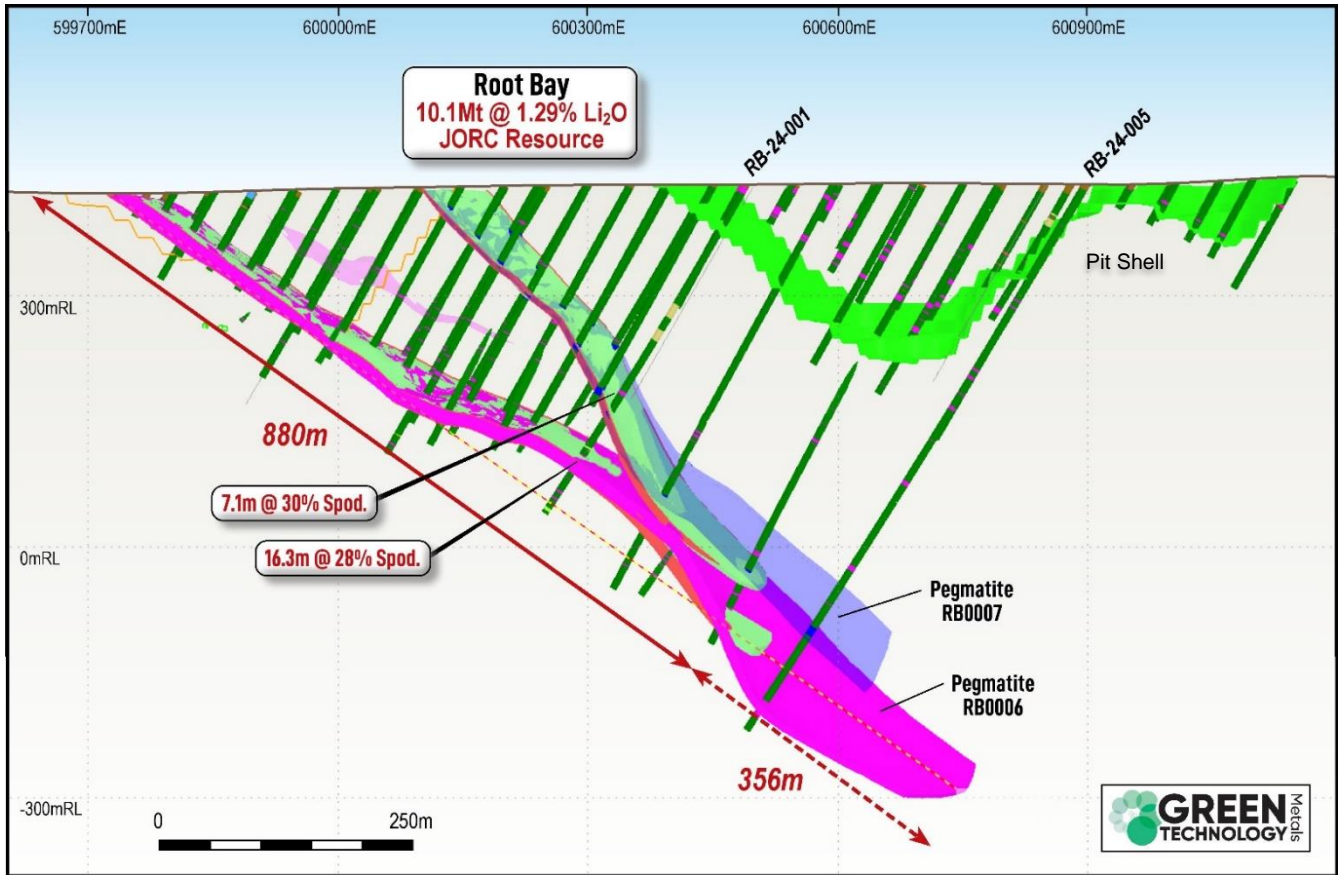 599700mE
600000mE
600300mE
600600mE
600900mE
Root Bay
10.1Mt @ 1.29% Li₂O
JORC Resource
RB-24-001
RB-24-005
Pit Shell
300mRL
880m
7.1m @ 30% Spod.
16.3m @ 28% Spod.
0mRL
Pegmatite
RB0007
Pegmatite
RB0006
356m
-300mRL
0
250m
GREEN
TECHNOLOGY
Metals